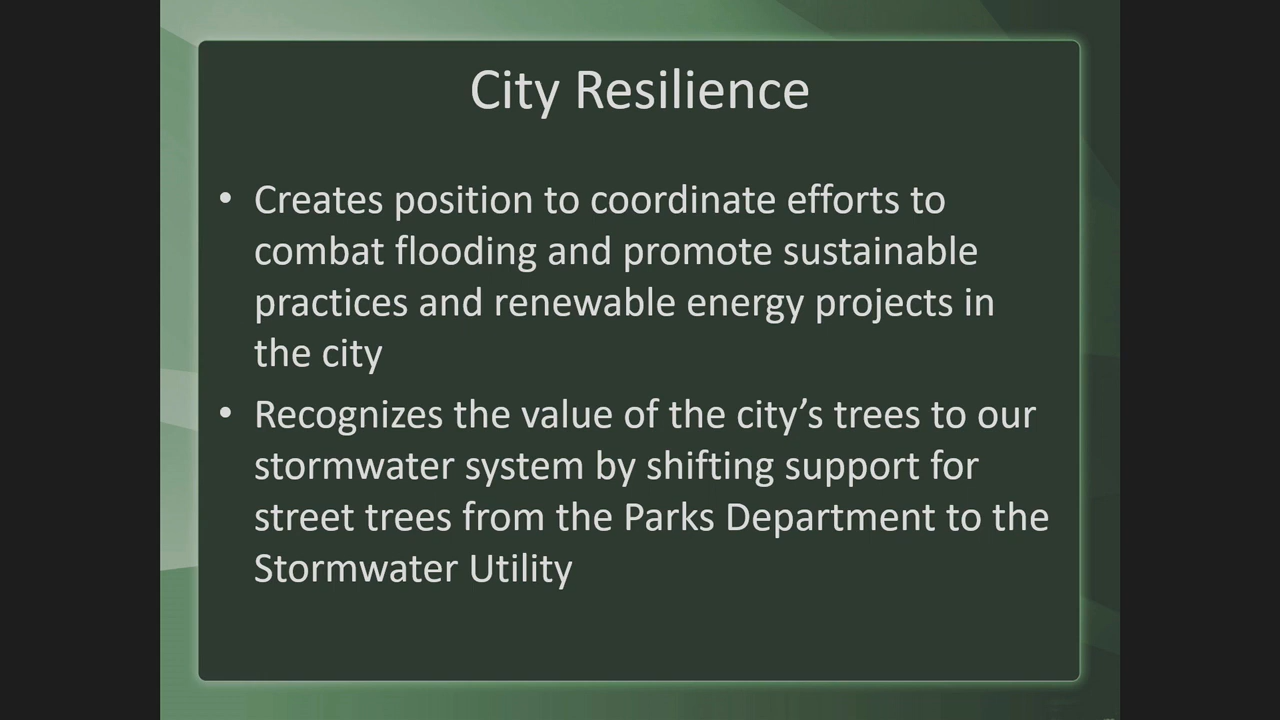 City Resilience
• Creates position to coordinate efforts to
combat flooding and promote sustainable
practices and renewable energy projects in
the city
• Recognizes the value of the city’s trees to our
stormwater system by shifting support for
street trees from the Parks Department to the
Stormwater Utility